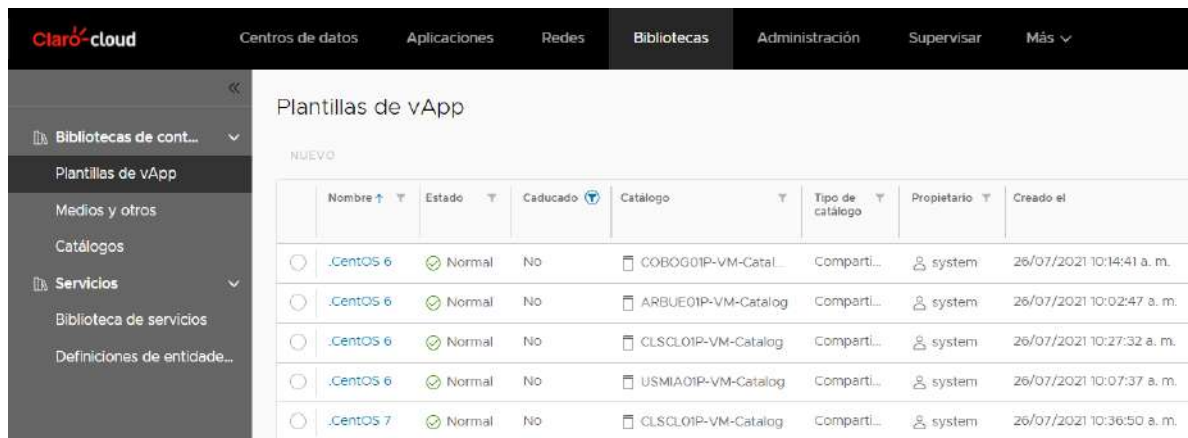 Claro-cloud Centros de datos Aplicaciones Redes Bibliotecas Administración Supervisar Más
Plantillas de vApp
Bibliotecas de cont...
NUEVO
Plantillas de vApp
Medios y otros
Catálogos
Servicios
Biblioteca de servicios
Definiciones de entidade...
Nombre Estado Caducado Catálogo Tipo de catálogo Propietario Creado el
.CentOS 6 Normal No COBOG01P-VM-Catal... Comparti... system 26/07/2021 10:14:41 a. m.
.CentOS 6 Normal No ARBUE01P-VM-Catalog Comparti... system 26/07/2021 10:02:47 a. m.
.CentOS 6 Normal No CLSCL01P-VM-Catalog Comparti... system 26/07/2021 10:27:32 a. m.
.CentOS 6 Normal No USMIA01P-VM-Catalog Comparti... system 26/07/2021 10:07:37 a. m.
.CentOS 7 Normal No CLSCL01P-VM-Catalog Comparti... system 26/07/2021 10:36:50 a. m.